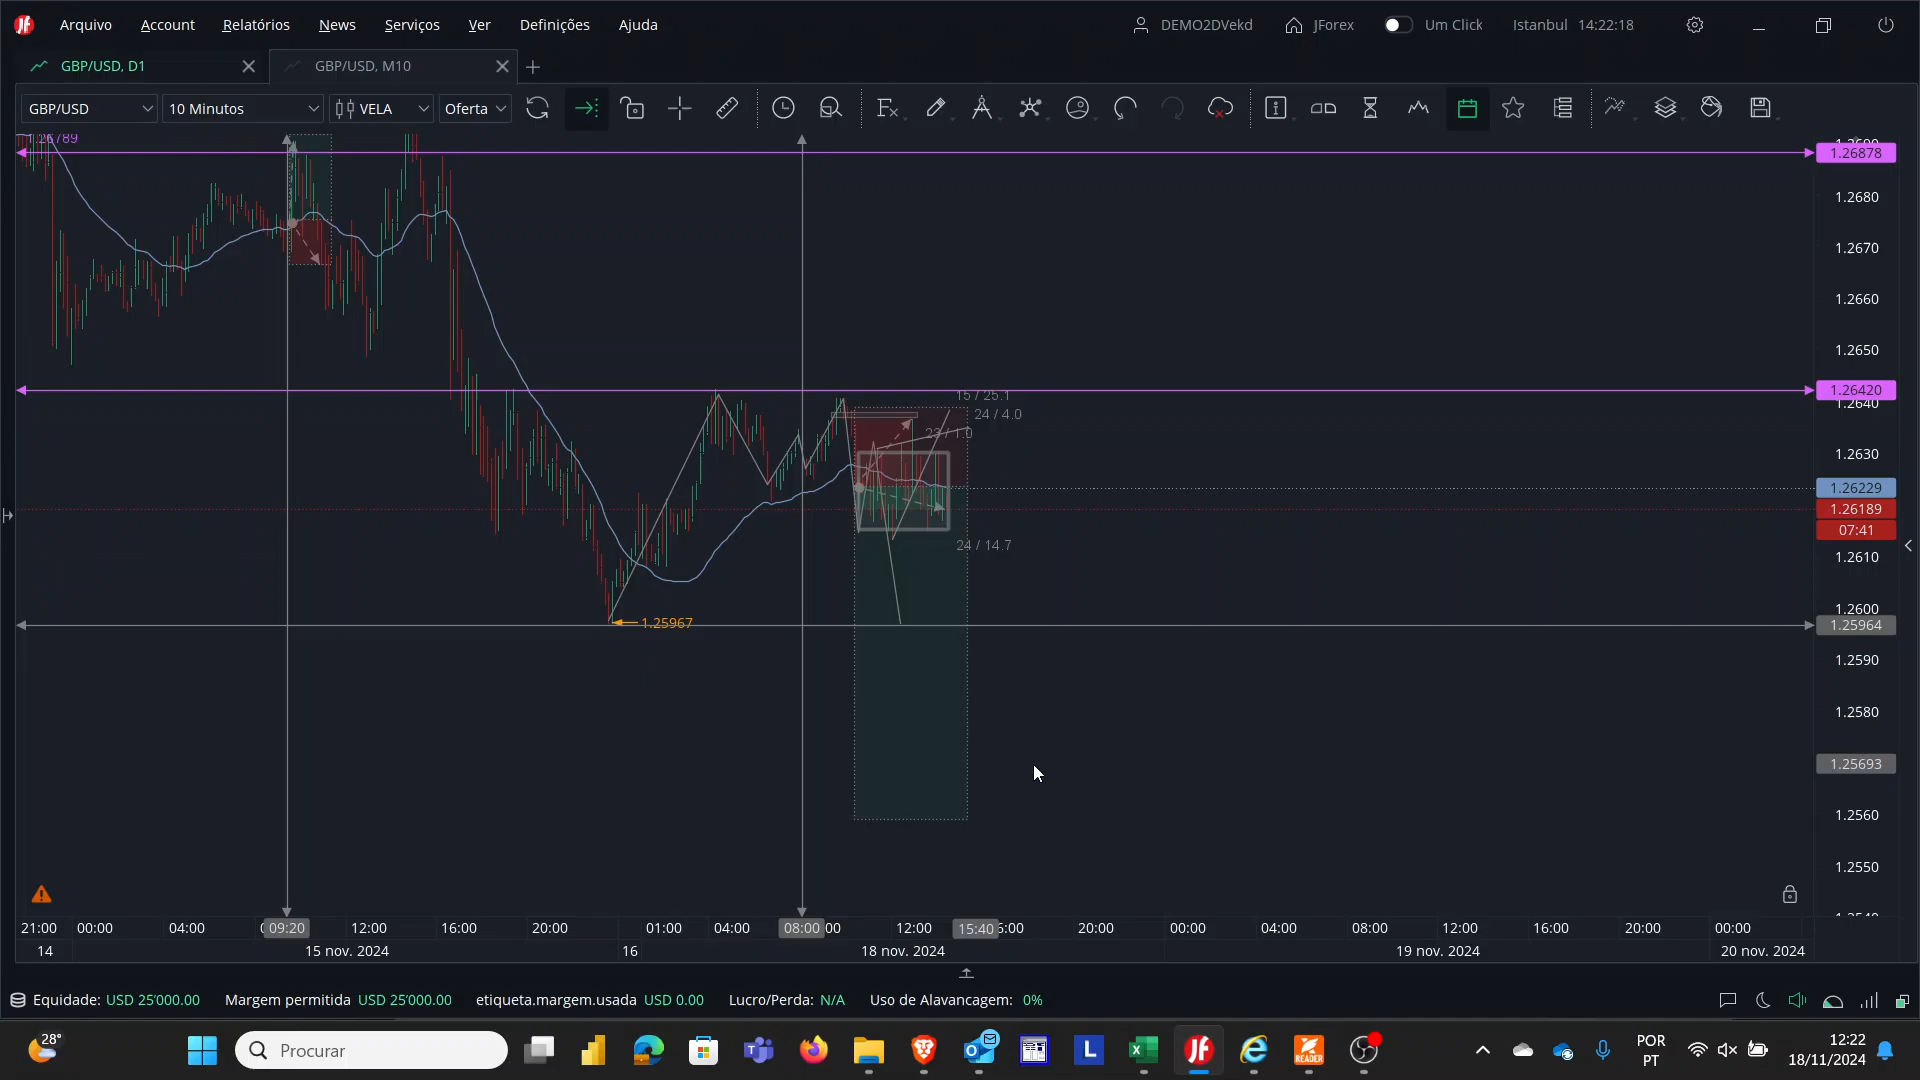 Arquivo Account Relatórios News Serviços Ver Definições Ajuda DEMO2DVekd JForex Um Click Istanbul 14:22:18
GBP/USD, D1 GBP/USD, M10
GBP/USD 10 Minutos VELA Oferta
1.26878
1.2680
1.2670
1.2660
1.2650
1.26420
1.2640
15 / 25.1
24 / 4.0
23 / 1.0
1.2630
1.26229
1.26189
07:41
24 / 14.7
1.2610
1.2600
1.25967
1.25964
1.2590
1.2580
1.25693
1.2560
1.2550
21:00 00:00 04:00 09:20 12:00 16:00 20:00 01:00 04:00 08:00 12:00 15:40 20:00 00:00 04:00 08:00 12:00 16:00 20:00 00:00
14 15 nov. 2024 16 18 nov. 2024 19 nov. 2024 20 nov. 2024
Equidade: USD 25'000.00 Margem permitida USD 25'000.00 etiqueta.margem.usada USD 0.00 Lucro/Perda: N/A Uso de Alavancagem: 0%
28° Procurar L READER POR 12:22
PT 18/11/2024